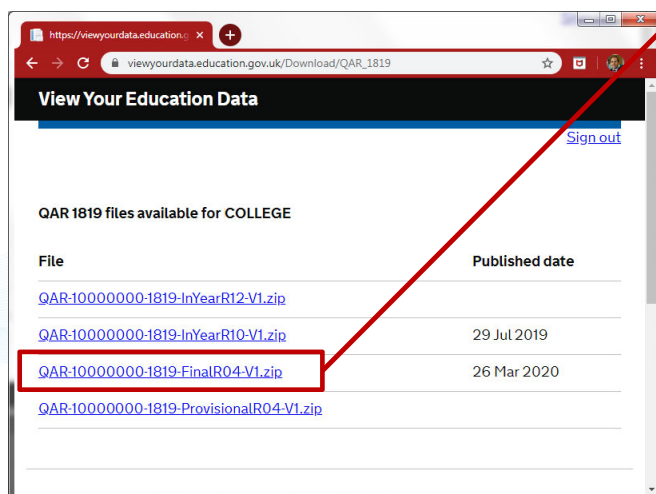 https://viewyourdata.education.g
viewyourdata.education.gov.uk/Download/QAR_1819
View Your Education Data
Sign out
QAR 1819 files available for COLLEGE
File Published date
QAR-10000000-1819-InYearR12-V1.zip
QAR-10000000-1819-InYearR10-V1.zip 29 Jul 2019
QAR-10000000-1819-FinalR04-V1.zip 26 Mar 2020
QAR-10000000-1819-ProvisionalR04-V1.zip